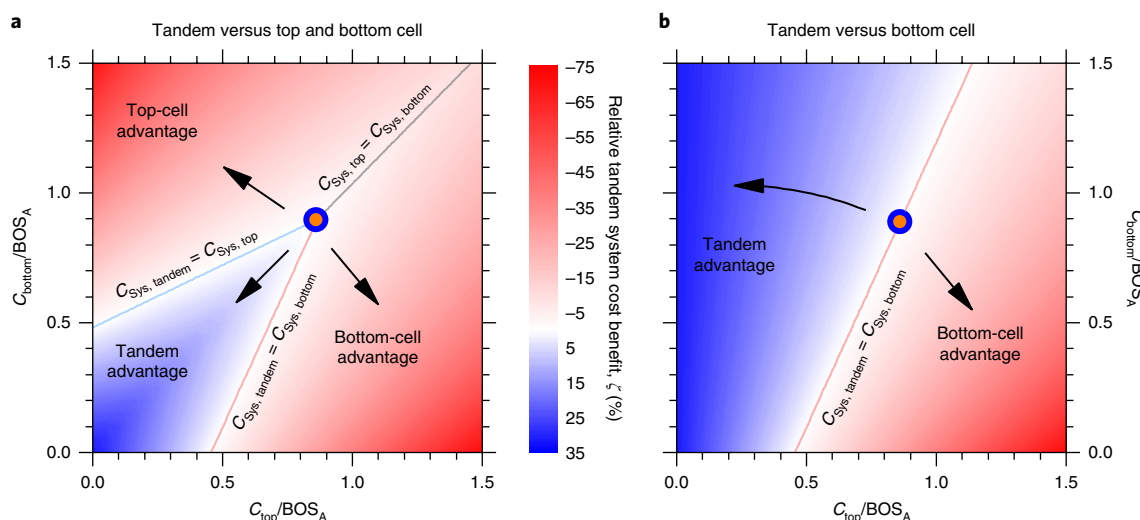 a
Tandem versus top and bottom cell
1.5
1.0
0.5
0.0
C_bottom/BOS_A
0.0 0.5 1.0 1.5
C_top/BOS_A
Top-cell
advantage
C_Sys, top = C_Sys, bottom
C_Sys, tandem = C_Sys, top
C_Sys, tandem = C_Sys, bottom
Tandem
advantage
Bottom-cell
advantage
–75
–65
–55
–45
–35
–25
–15
–5
5
15
25
35
Relative tandem system cost benefit, ζ (%)
b
Tandem versus bottom cell
Tandem
advantage
C_Sys, tandem = C_Sys, bottom
Bottom-cell
advantage
1.5
1.0
0.5
0.0
C_bottom/BOS_A
0.0 0.5 1.0 1.5
C_top/BOS_A